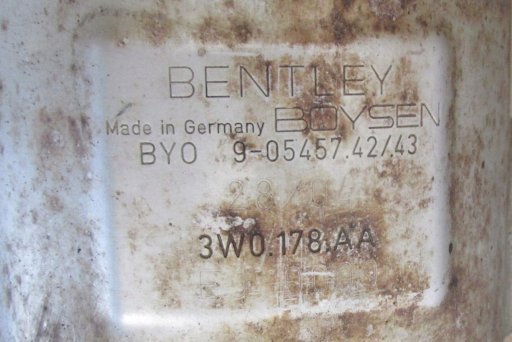 BENTLEY
BOYSEN
Made in Germany
BYO 9-05457.42/.43
3W0.178.AA